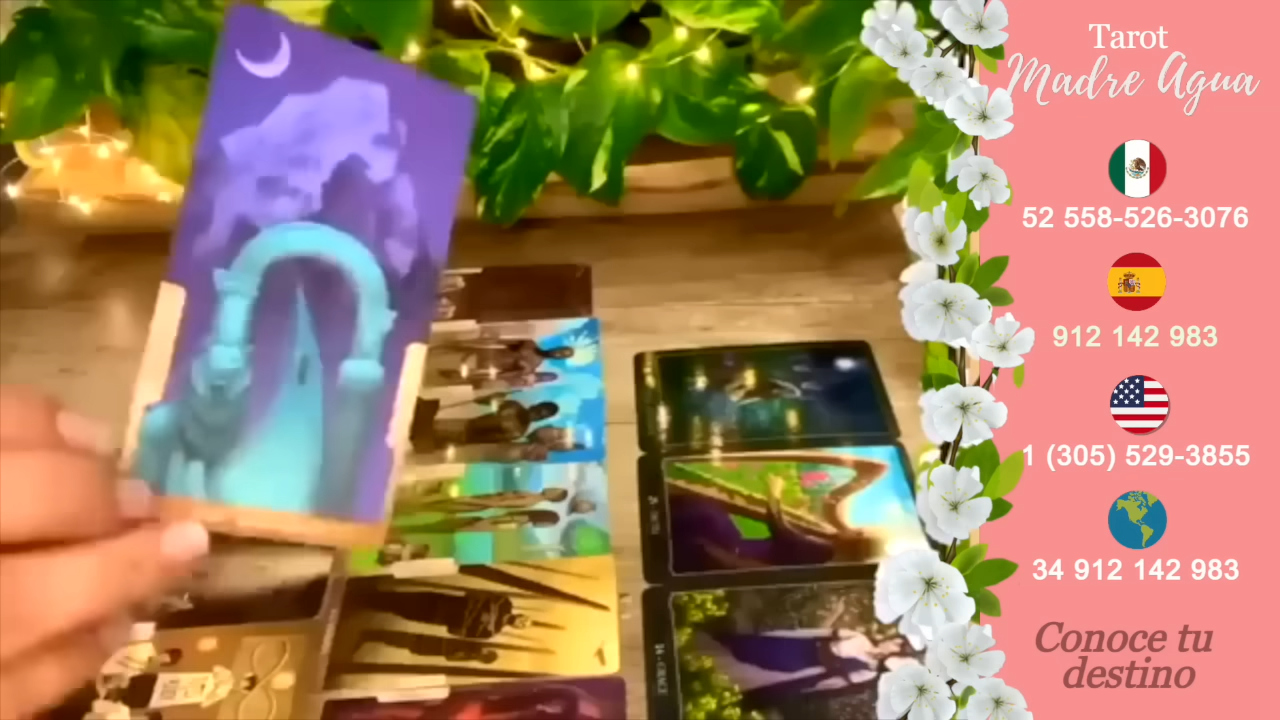 Tarot
Madre Agua
52 558-526-3076
912 142 983
1 (305) 529-3855
34 912 142 983
Conoce tu
destino